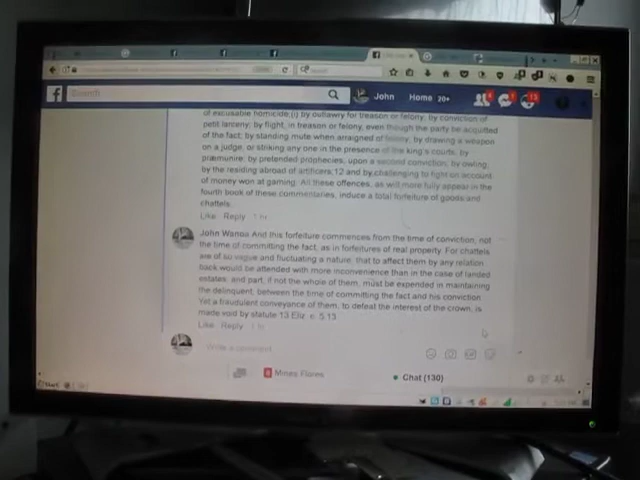 Search
John
Home 20+
of excusable homicide;(i) by outlawry for treason or felony; by conviction of
petit larceny; by flight, in treason or felony, even though the party be acquitted
of the fact; by standing mute when arraigned of felony; by drawing a weapon
on a judge, or striking any one in the presence of the king's courts; by
præmunire; by pretended prophecies, upon a second conviction; by owling;
by the residing abroad of artificers;12 and by challenging to fight on account
of money won at gaming. All these offences, as will more fully appear in the
fourth book of these commentaries, induce a total forfeiture of goods and
chattels.
Like Reply 1 hr
John Wanoa And this forfeiture commences from the time of conviction, not
the time of committing the fact, as in forfeitures of real property. For chattels
are of so vague and fluctuating a nature, that to affect them by any relation
back would be attended with more inconvenience than in the case of landed
estates; and part, if not the whole of them, must be expended in maintaining
the delinquent, between the time of committing the fact and his conviction.
Yet a fraudulent conveyance of them, to defeat the interest of the crown, is
made void by statute 13 Eliz. c. 5.13
Like Reply 1 hr
Write a comment
Mines Flores
Chat (130)